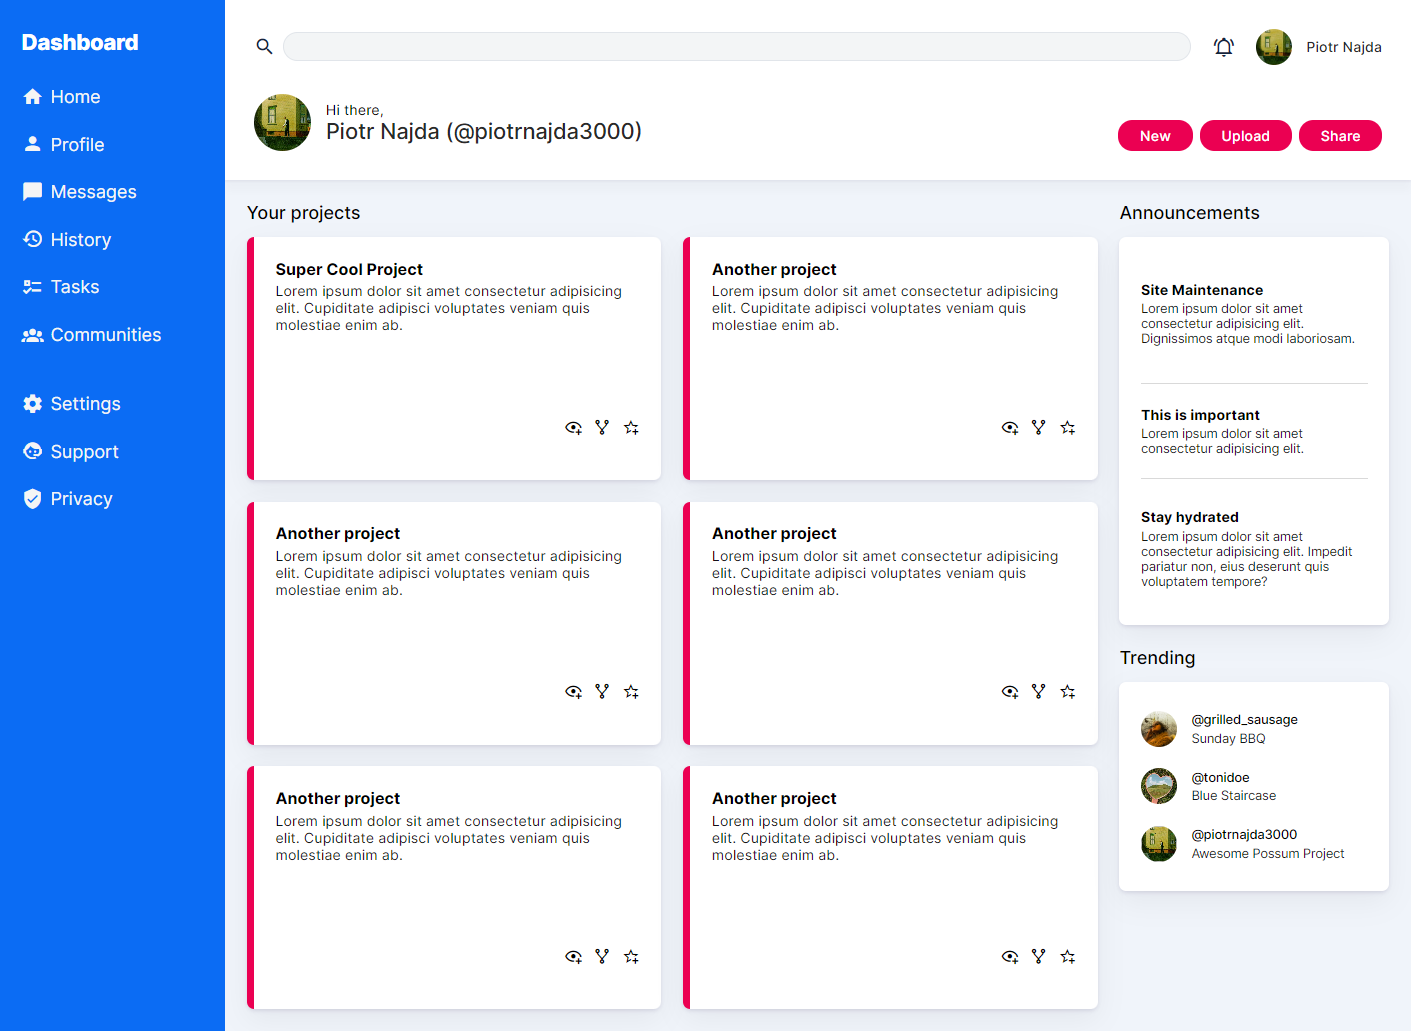 Dashboard
Home
Profile
Messages
History
Tasks
Communities
Settings
Support
Privacy
Piotr Najda
Hi there,
Piotr Najda (@piotrnajda3000)
New
Upload
Share
Your projects
Super Cool Project
Lorem ipsum dolor sit amet consectetur adipisicing
elit. Cupiditate adipisci voluptates veniam quis
molestiae enim ab.
Another project
Lorem ipsum dolor sit amet consectetur adipisicing
elit. Cupiditate adipisci voluptates veniam quis
molestiae enim ab.
Another project
Lorem ipsum dolor sit amet consectetur adipisicing
elit. Cupiditate adipisci voluptates veniam quis
molestiae enim ab.
Another project
Lorem ipsum dolor sit amet consectetur adipisicing
elit. Cupiditate adipisci voluptates veniam quis
molestiae enim ab.
Another project
Lorem ipsum dolor sit amet consectetur adipisicing
elit. Cupiditate adipisci voluptates veniam quis
molestiae enim ab.
Another project
Lorem ipsum dolor sit amet consectetur adipisicing
elit. Cupiditate adipisci voluptates veniam quis
molestiae enim ab.
Announcements
Site Maintenance
Lorem ipsum dolor sit amet
consectetur adipisicing elit.
Dignissimos atque modi laboriosam.
This is important
Lorem ipsum dolor sit amet
consectetur adipisicing elit.
Stay hydrated
Lorem ipsum dolor sit amet
consectetur adipisicing elit. Impedit
pariatur non, eius deserunt quis
voluptatem tempore?
Trending
@grilled_sausage
Sunday BBQ
@tonidoe
Blue Staircase
@piotrnajda3000
Awesome Possum Project